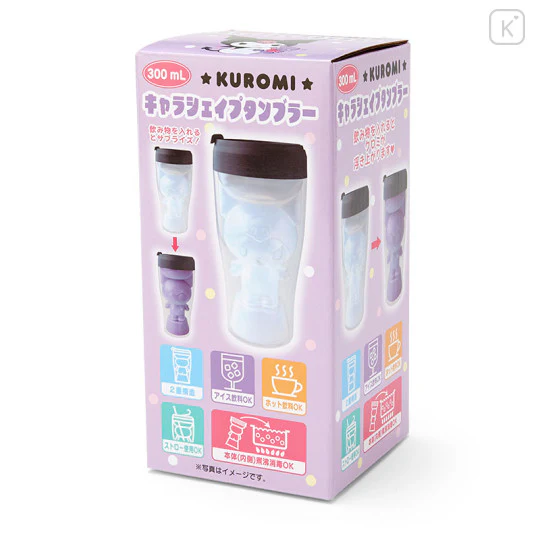 K
300 mL
★KUROMI★
キャラシェイプタンブラー
飲み物を入れる
とサプライズ!
2重構造
アイス飲料OK
ホット飲料OK
ストロー使用OK
本体(内側)煮沸消毒OK
※写真はイメージです。
300 mL
★KUROMI★
キャラシェイプタンブラー
飲み物を入れると
クロミが
浮き上がります♥